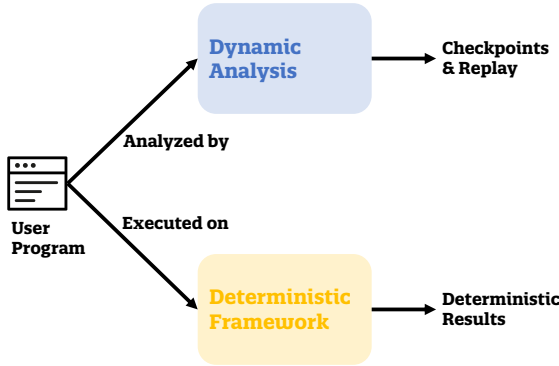 Dynamic
Analysis
Checkpoints
& Replay
Analyzed by
User
Program
Executed on
Deterministic
Framework
Deterministic
Results